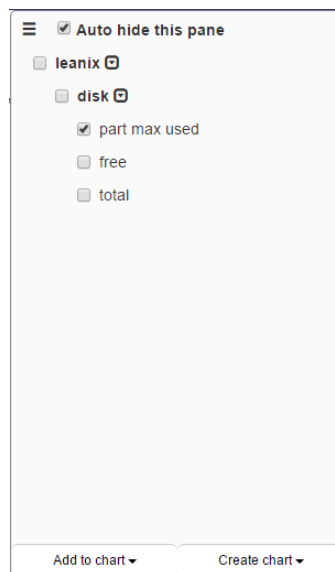 Auto hide this pane
leanix
disk
part max used
free
total
Add to chart Create chart